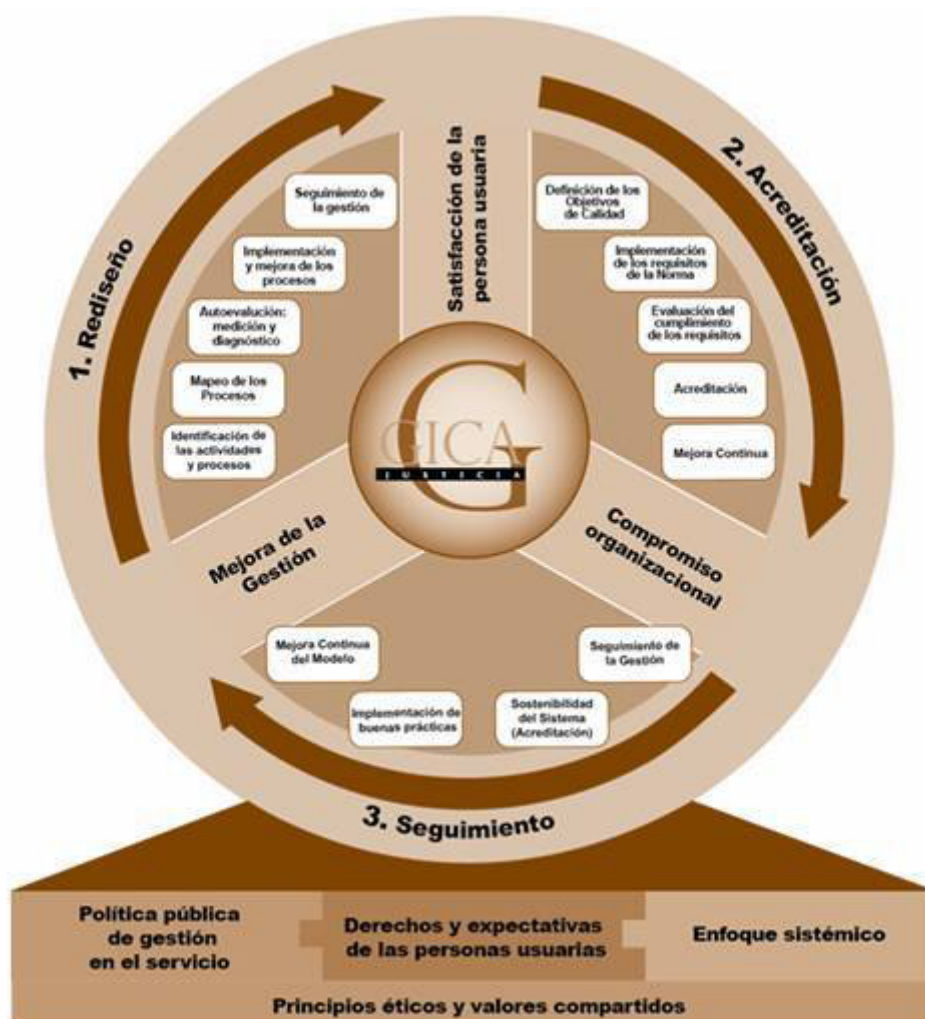 1. Rediseño
Seguimiento de
la gestión
Implementación
y mejora de los
procesos
Autoevalución:
medición y
diagnóstico
Mapeo de los
Procesos
Identificación de
las actividades
y procesos
Satisfacción de la
persona usuaria
2. Acreditación
Definición de los
Objetivos
de Calidad
Implementación
de los requisitos
de la Norma
Evaluación del
cumplimiento
de los requisitos
Acreditación
Mejora Continua
G
GICA
JUSTICIA
Mejora de la
Gestión
Compromiso
organizacional
Mejora Continua
del Modelo
Implementación de
buenas prácticas
Sostenibilidad
del Sistema
(Acreditación)
Seguimiento de
la Gestión
3. Seguimiento
Política pública
de gestión
en el servicio
Derechos y expectativas
de las personas usuarias
Enfoque sistémico
Principios éticos y valores compartidos